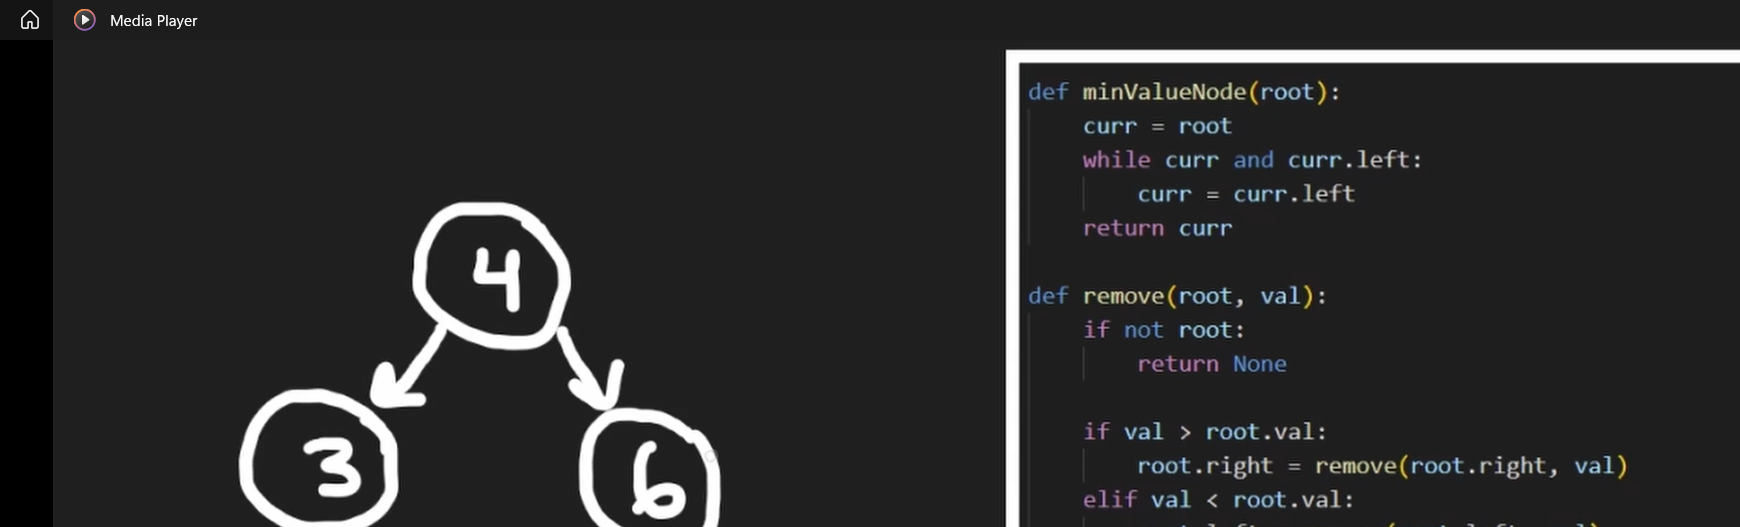 Media Player
4
3
6
def minValueNode(root):
    curr = root
    while curr and curr.left:
        curr = curr.left
    return curr
def remove(root, val):
    if not root:
        return None
    if val > root.val:
        root.right = remove(root.right, val)
    elif val < root.val: